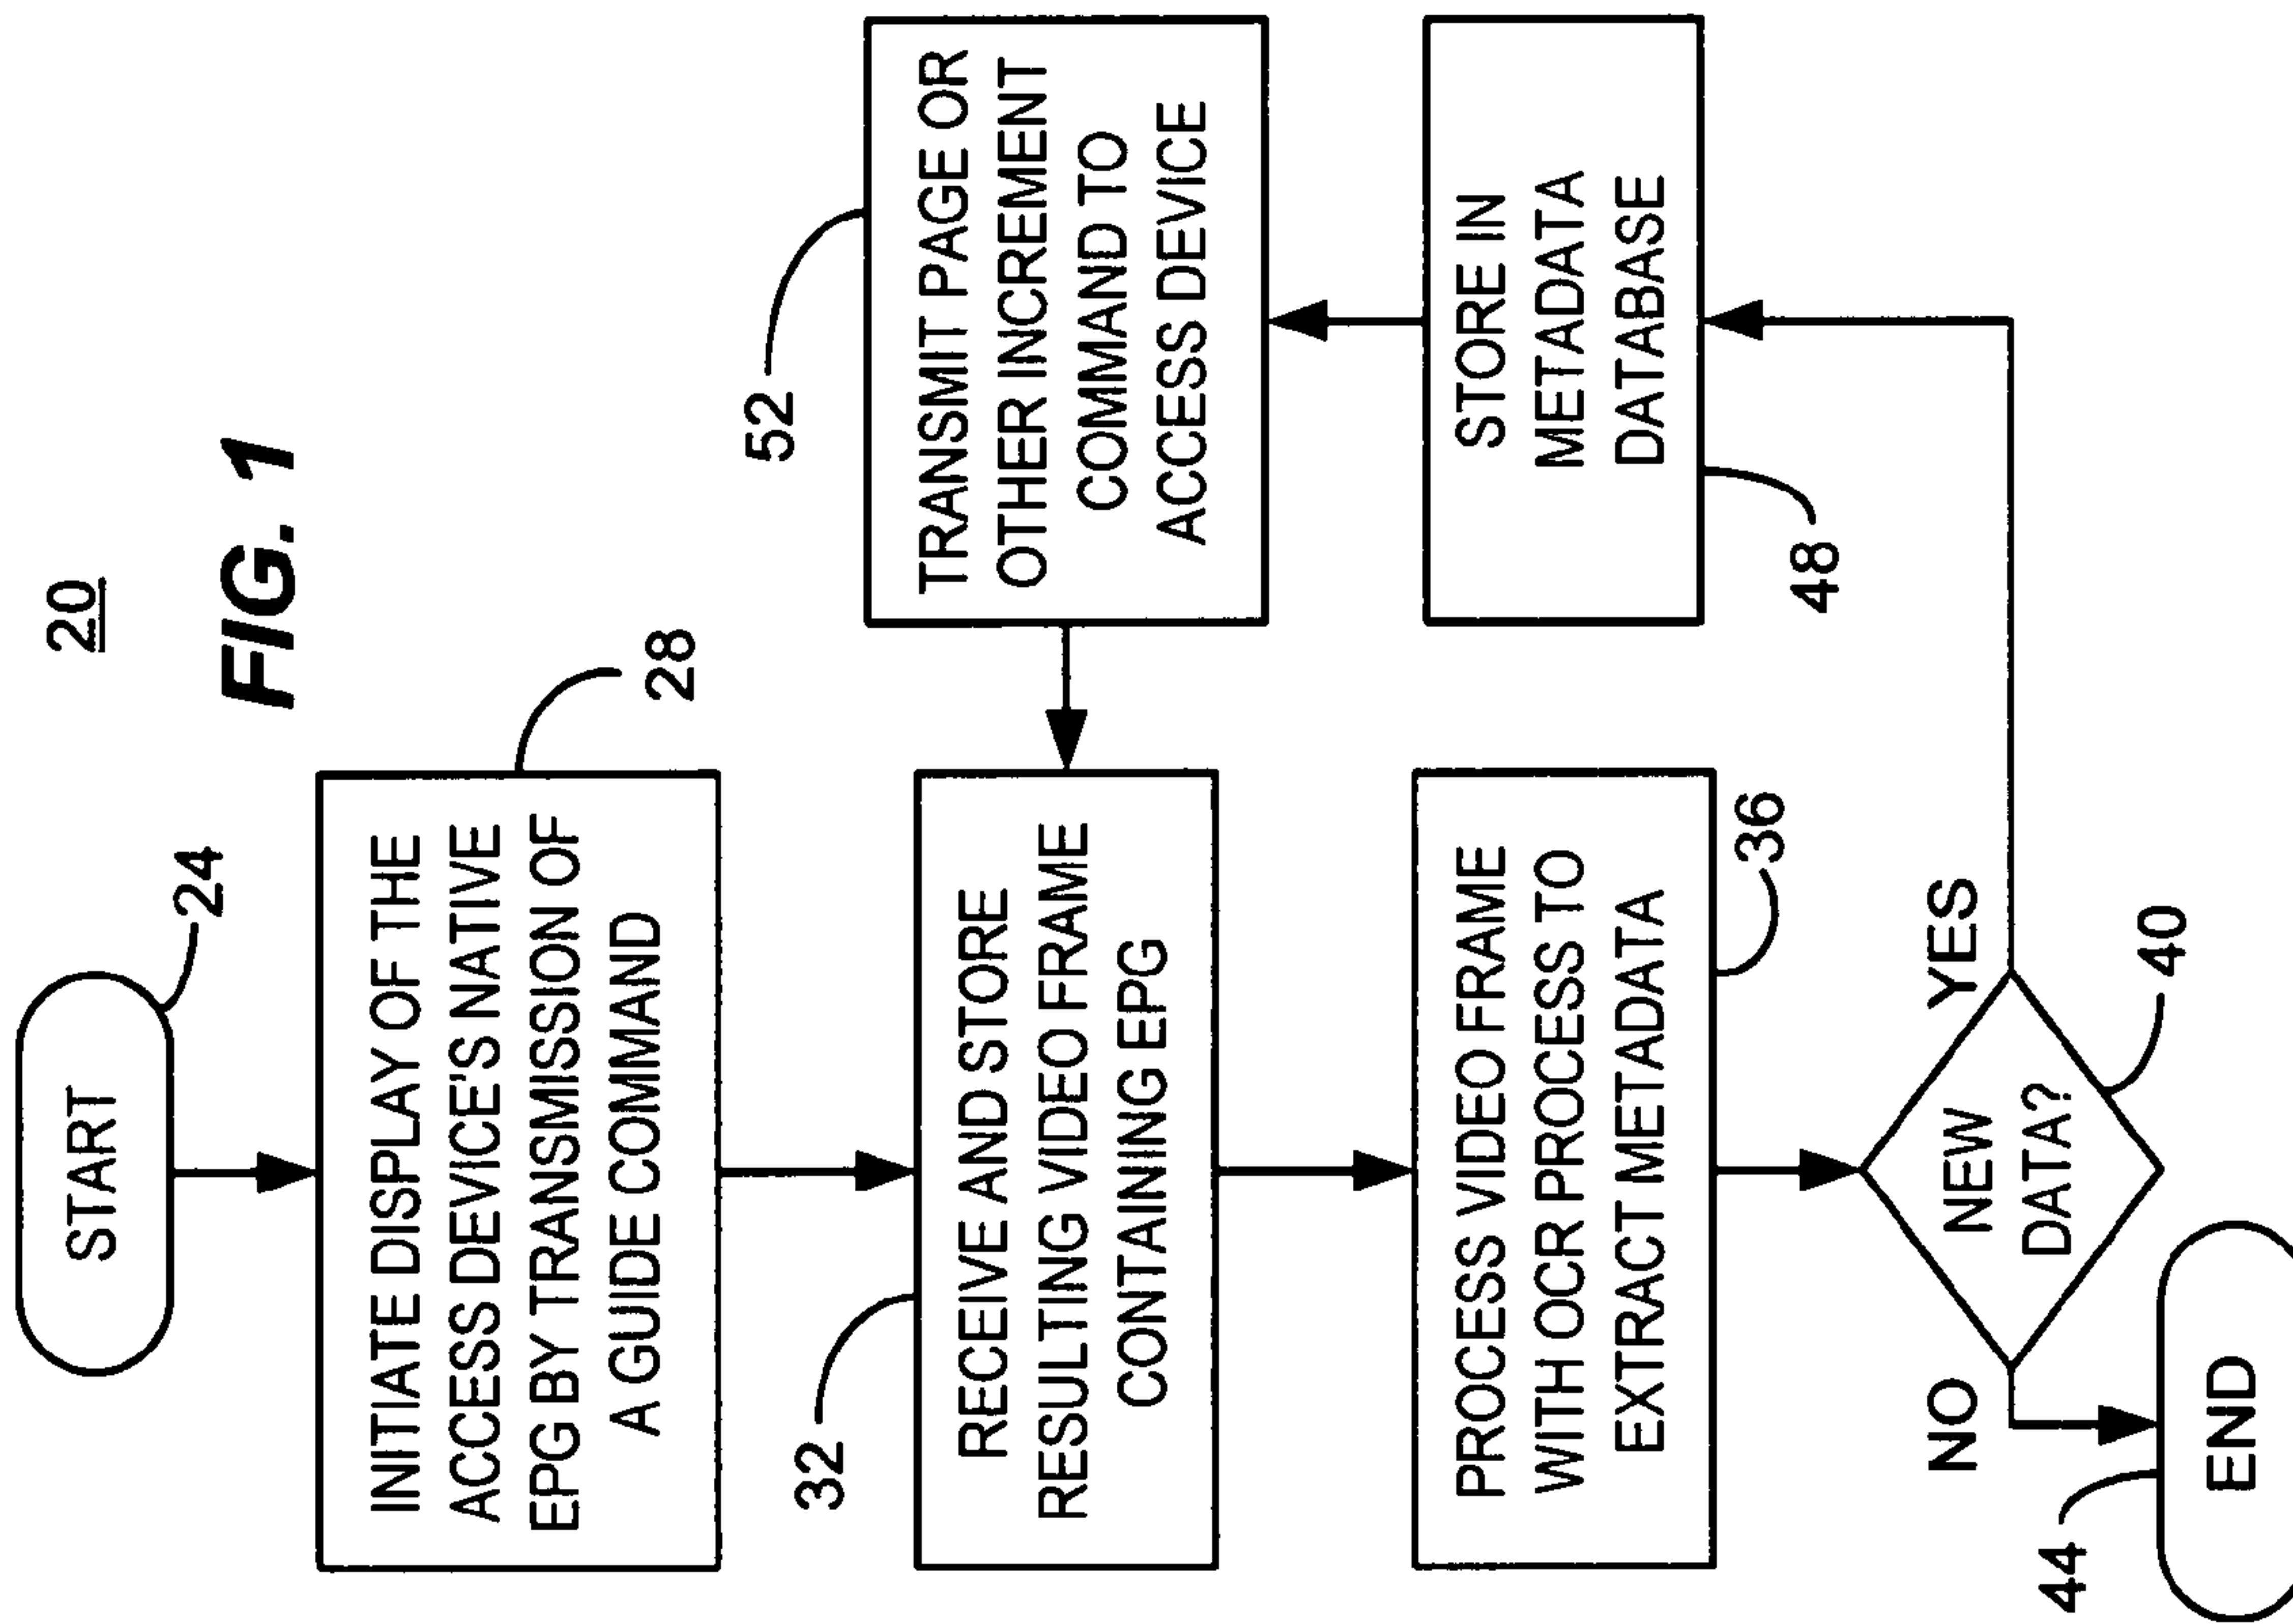 20
FIG. 1
START
24
INITIATE DISPLAY OF THE
ACCESS DEVICE'S NATIVE
EPG BY TRANSMISSION OF
A GUIDE COMMAND
28
32
RECEIVE AND STORE
RESULTING VIDEO FRAME
CONTAINING EPG
PROCESS VIDEO FRAME
WITH OCR PROCESS TO
EXTRACT METADATA
36
NEW
DATA?
40
YES
NO
44
END
STORE IN
METADATA
DATABASE
48
52
TRANSMIT PAGE OR
OTHER INCREMENT
COMMAND TO
ACCESS DEVICE